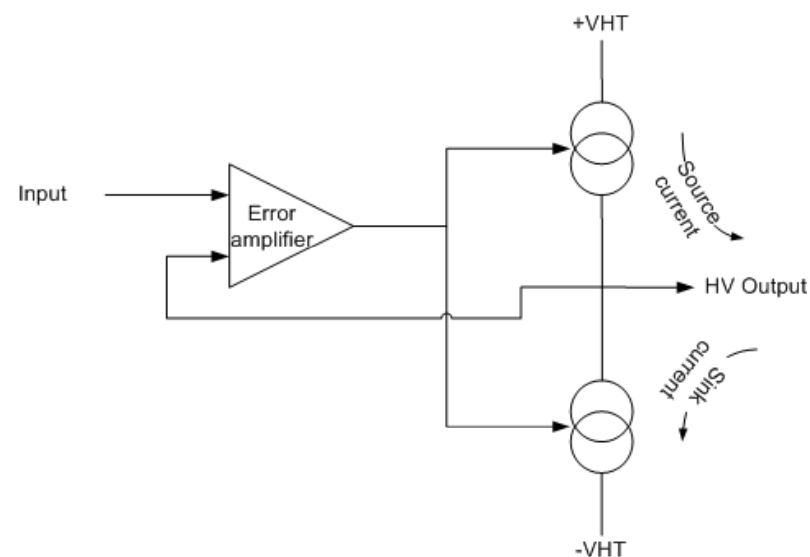 +VHT
Input
Error
amplifier
Source
current
HV Output
Sink
current
-VHT